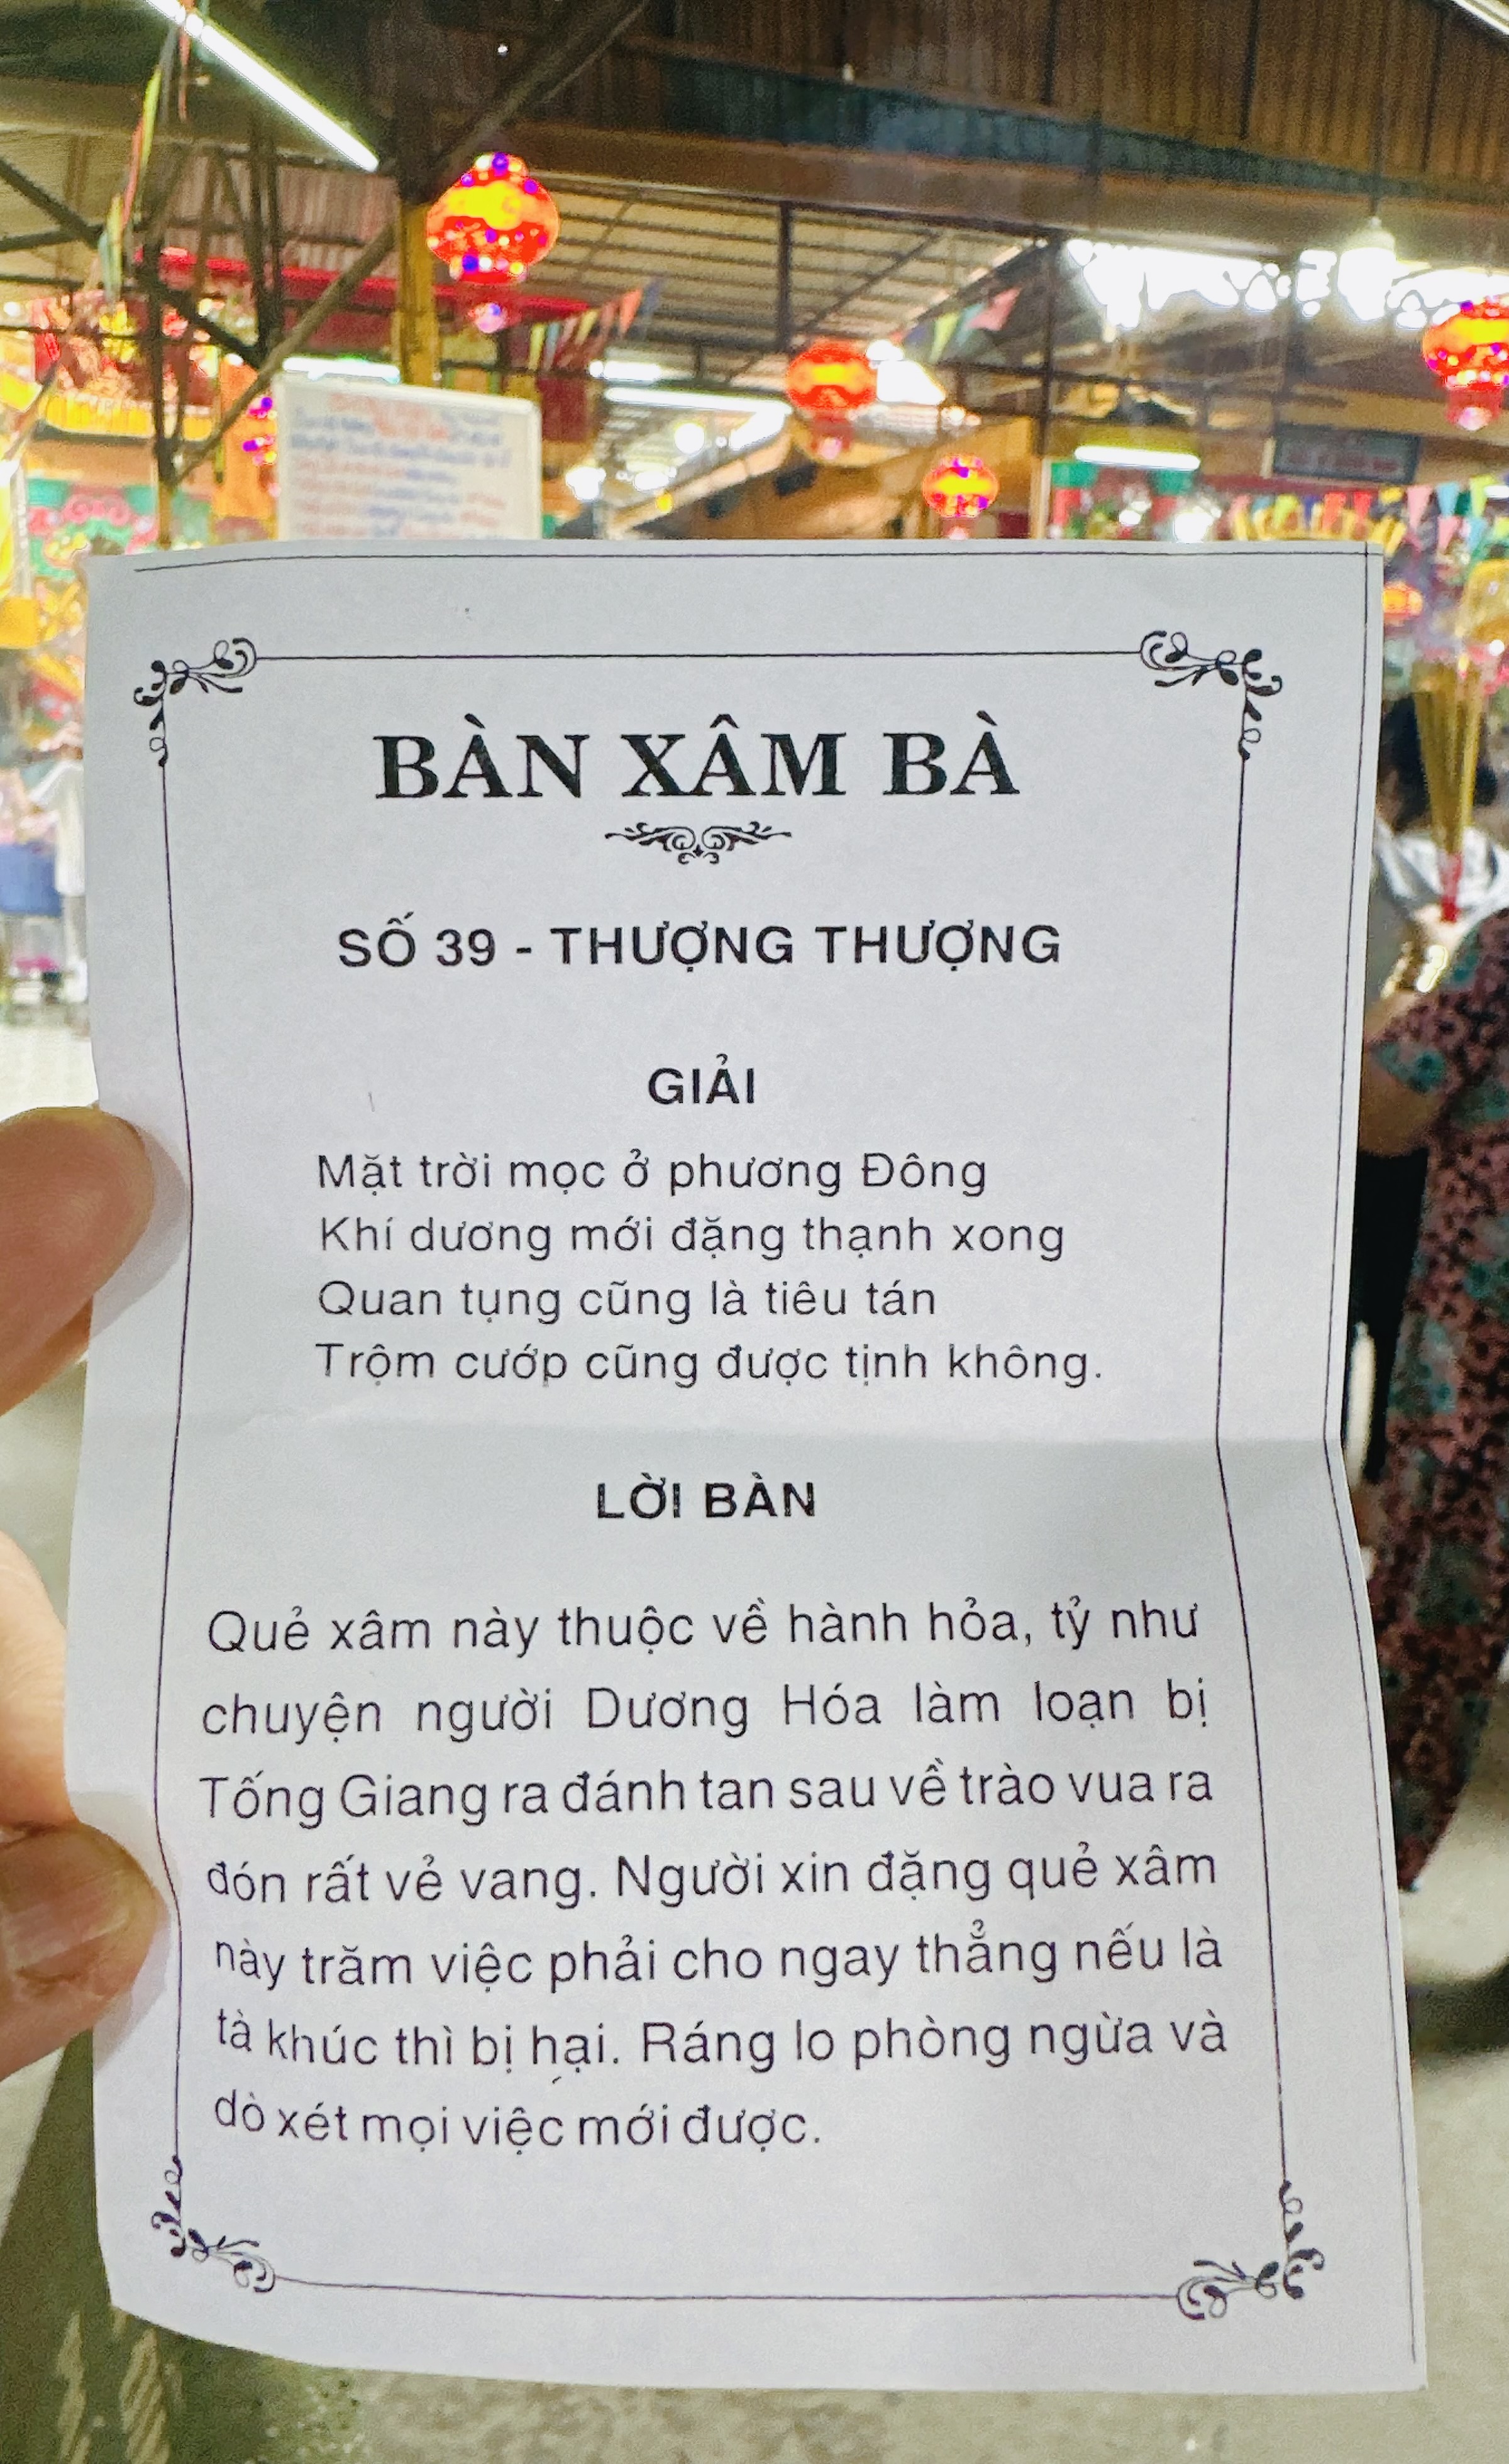 BÀN XÂM BÀ
SỐ 39 - THƯỢNG THƯỢNG
GIẢI
Mặt trời mọc ở phương Đông
Khí dương mới đặng thạnh xong
Quan tụng cũng là tiêu tán
Trộm cướp cũng được tịnh không.
LỜI BÀN
Quẻ xâm này thuộc về hành hỏa, tỷ như
chuyện người Dương Hóa làm loạn bị
Tống Giang ra đánh tan sau về trào vua ra
đón rất vẻ vang. Người xin đặng quẻ xâm
này trăm việc phải cho ngay thẳng nếu là
tà khúc thì bị hại. Ráng lo phòng ngừa và
dò xét mọi việc mới được.